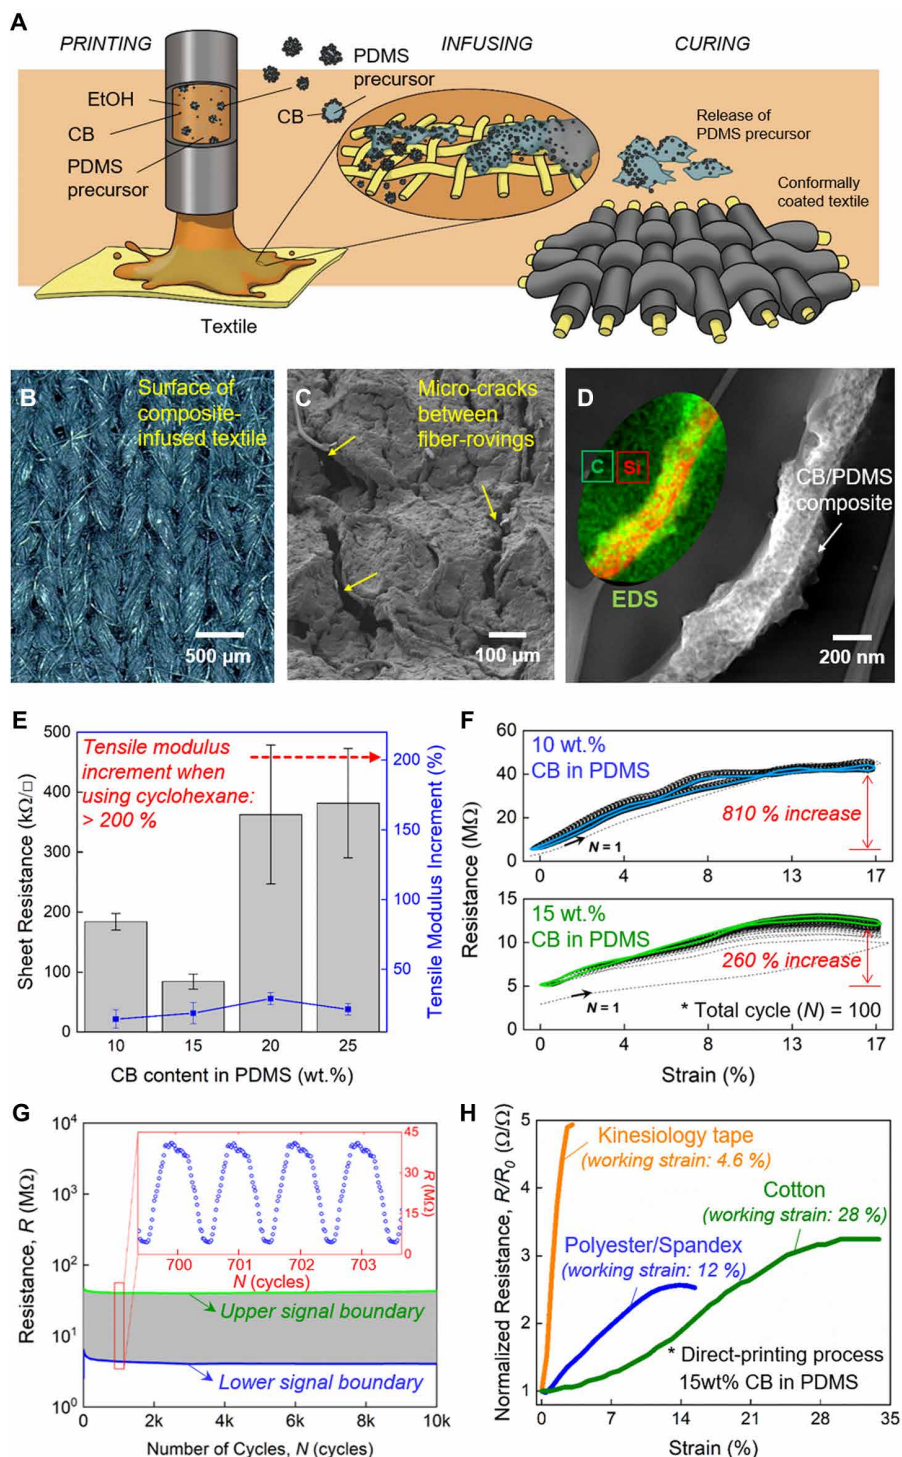 A
PRINTING
INFUSING
CURING
EtOH
CB
PDMS
precursor
PDMS
precursor
CB
Release of
PDMS precursor
Conformally
coated textile
Textile
B
Surface of
composite-
infused textile
500 µm
C
Micro-cracks
between
fiber-rovings
100 µm
D
C
Si
CB/PDMS
composite
EDS
200 nm
E
Sheet Resistance (kΩ/□)
500
400
300
200
100
0
Tensile modulus
increment when
using cyclohexane:
> 200 %
200
150
100
50
Tensile Modulus Increment (%)
10
15
20
25
CB content in PDMS (wt.%)
F
Resistance (MΩ)
60
40
20
0
10 wt.%
CB in PDMS
810 % increase
N = 1
0
4
8
13
17
15
10
5
0
15 wt.%
CB in PDMS
260 % increase
N = 1
* Total cycle (N) = 100
0
4
8
13
17
Strain (%)
G
Resistance, R (MΩ)
10⁴
10³
10²
10¹
10⁰
45
30
15
0
R (MΩ)
700
701
702
703
N (cycles)
Upper signal boundary
Lower signal boundary
0
2k
4k
6k
8k
10k
Number of Cycles, N (cycles)
H
Normalized Resistance, R/R₀ (Ω/Ω)
5
4
3
2
1
Kinesiology tape
(working strain: 4.6 %)
Cotton
(working strain: 28 %)
Polyester/Spandex
(working strain: 12 %)
* Direct-printing process
15wt% CB in PDMS
0
7
14
21
28
35
Strain (%)